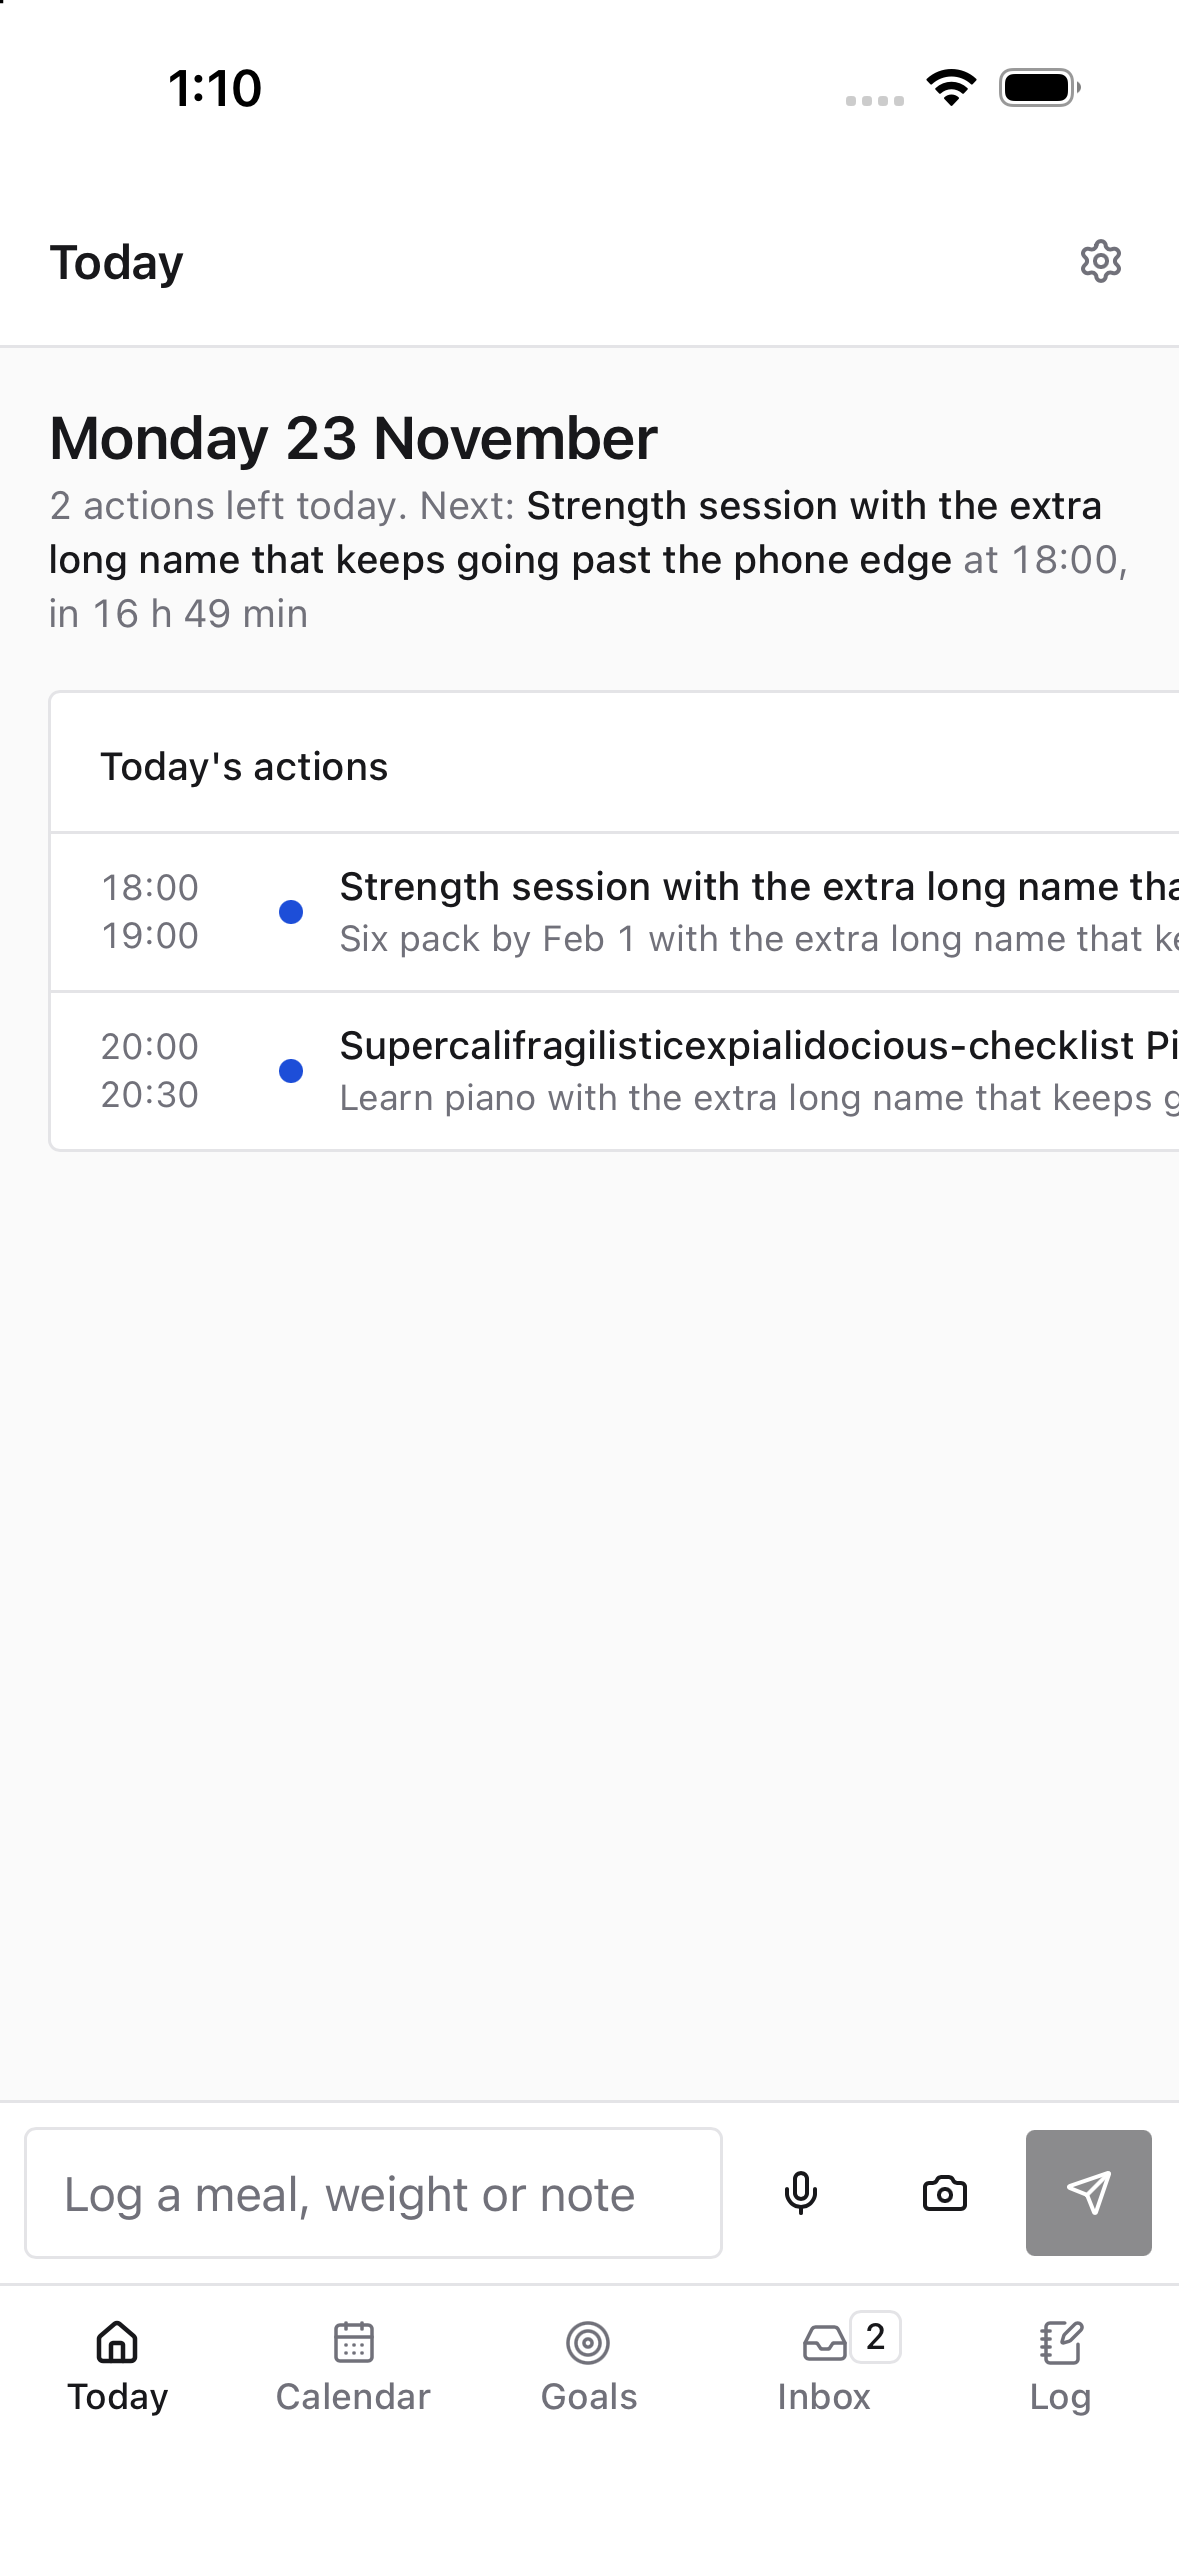 1:10
Today
Monday 23 November
2 actions left today. Next: Strength session with the extra
long name that keeps going past the phone edge at 18:00,
in 16 h 49 min
Today's actions
18:00
Strength session with the extra long name tha
19:00
Six pack by Feb 1 with the extra long name that ke
20:00
Supercalifragilisticexpialidocious-checklist Pi
20:30
Learn piano with the extra long name that keeps g
Log a meal, weight or note
2
Today Calendar Goals Inbox Log